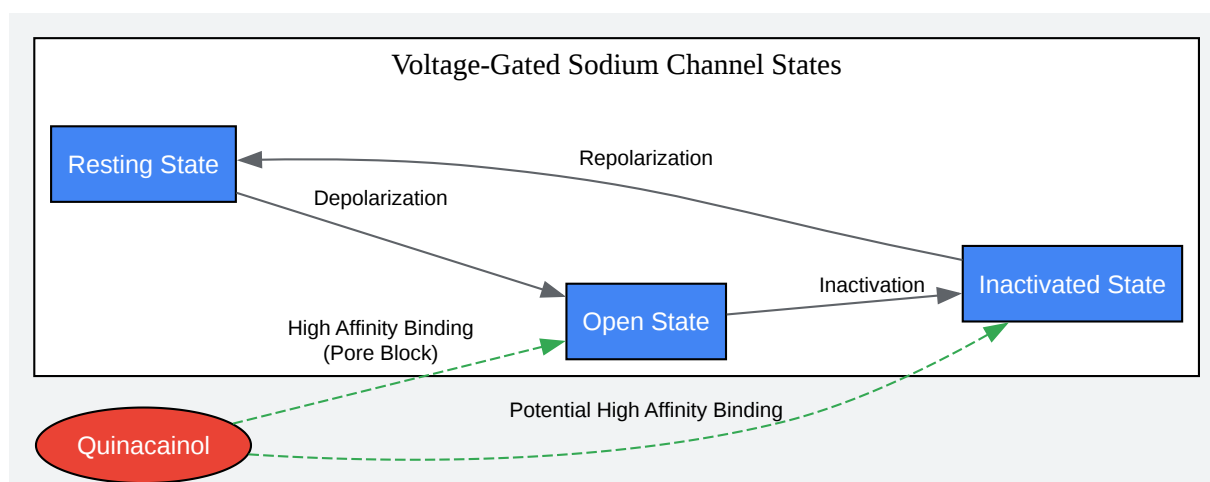 Voltage-Gated Sodium Channel States
Resting State
Repolarization
Depolarization
Inactivation
Inactivated State
Open State
High Affinity Binding
(Pore Block)
Potential High Affinity Binding
Quinacainol